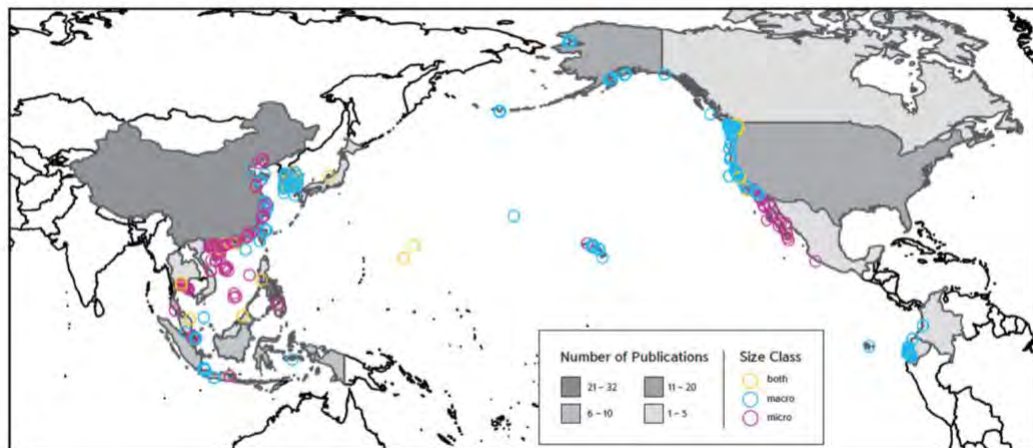 Number of Publications
21 – 32
11 – 20
6 – 10
1 – 5
Size Class
both
macro
micro